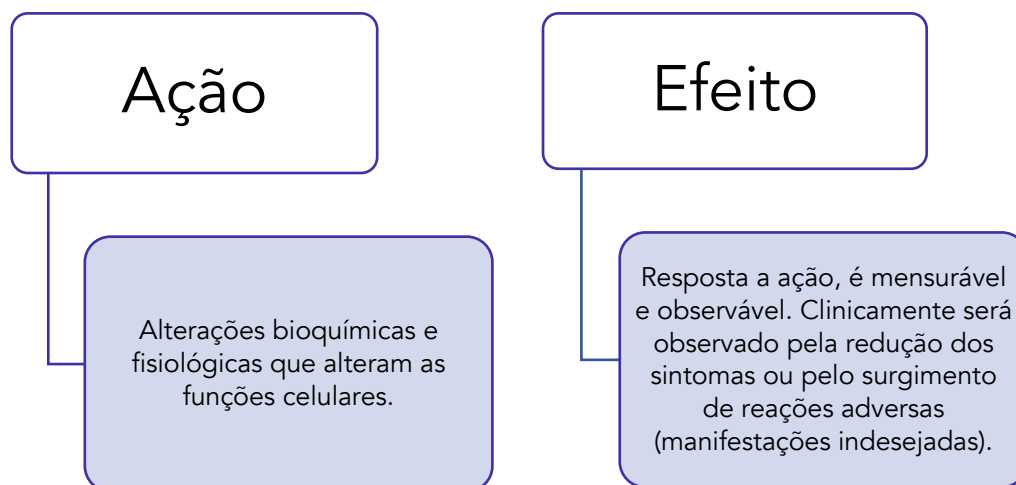 Ação
Alterações bioquímicas e
fisiológicas que alteram as
funções celulares.
Efeito
Resposta a ação, é mensurável
e observável. Clinicamente será
observado pela redução dos
sintomas ou pelo surgimento
de reações adversas
(manifestações indesejadas).